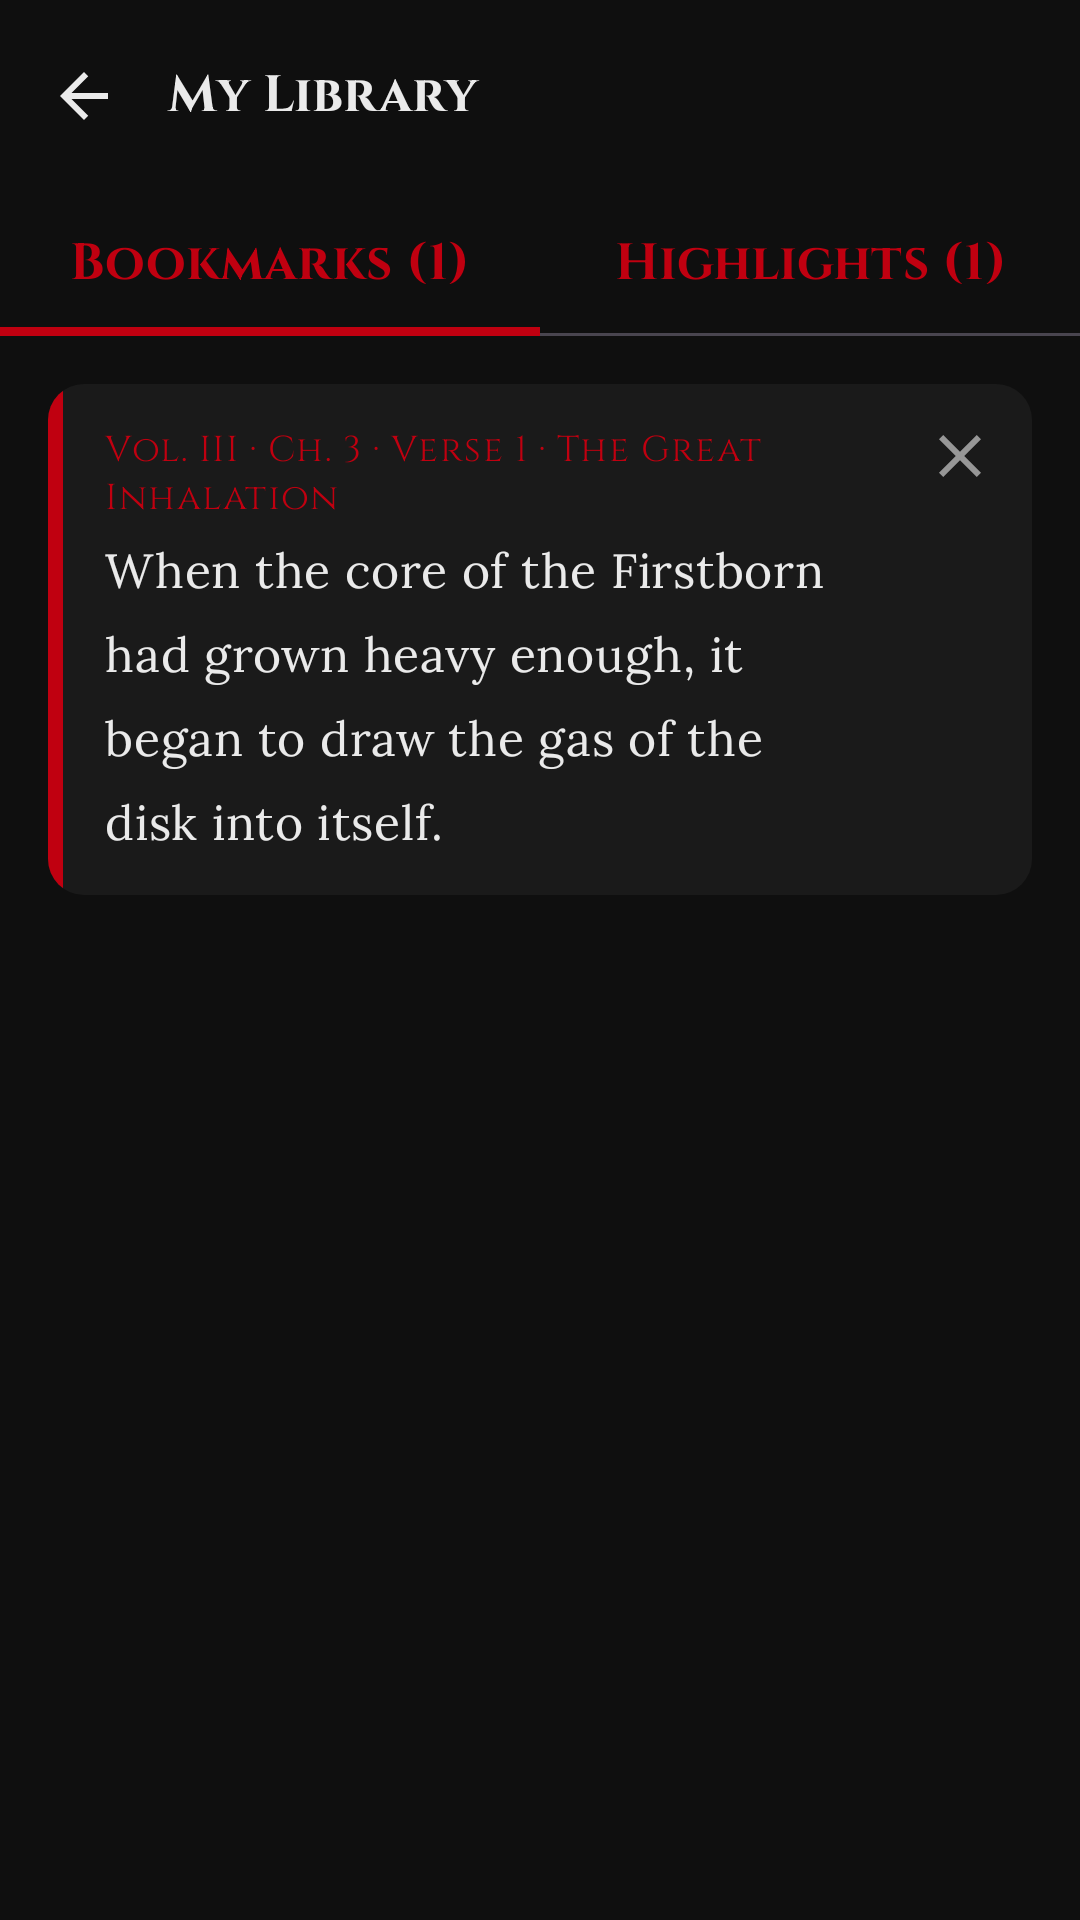 My Library
Bookmarks (1)
Highlights (1)
Vol. III · Ch. 3 · Verse 1 · The Great
Inhalation
When the core of the Firstborn
had grown heavy enough, it
began to draw the gas of the
disk into itself.